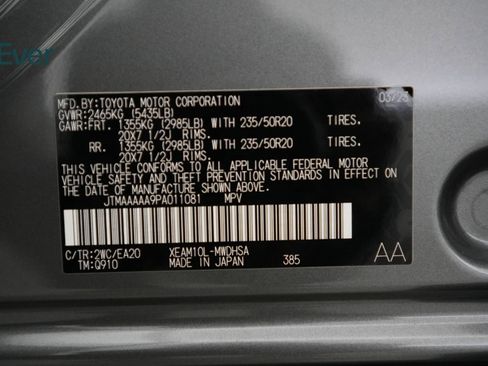 Ever
MFD.BY:TOYOTA MOTOR CORPORATION 03/23
GVWR:2465KG (5435LB)
GAWR:FRT. 1355KG (2985LB) WITH 235/50R20 TIRES.
20X7 1/2J RIMS.
RR. 1355KG (2985LB) WITH 235/50R20 TIRES.
20X7 1/2J RIMS.
THIS VEHICLE CONFORMS TO ALL APPLICABLE FEDERAL MOTOR
VEHICLE SAFETY AND THEFT PREVENTION STANDARDS IN EFFECT ON
THE DATE OF MANUFACTURE SHOWN ABOVE.
JTMAAAAA9PA011081 MPV
C/TR:2WC/EA20 XEAM10L-MWDHSA
TM:Q910 MADE IN JAPAN 385 AA